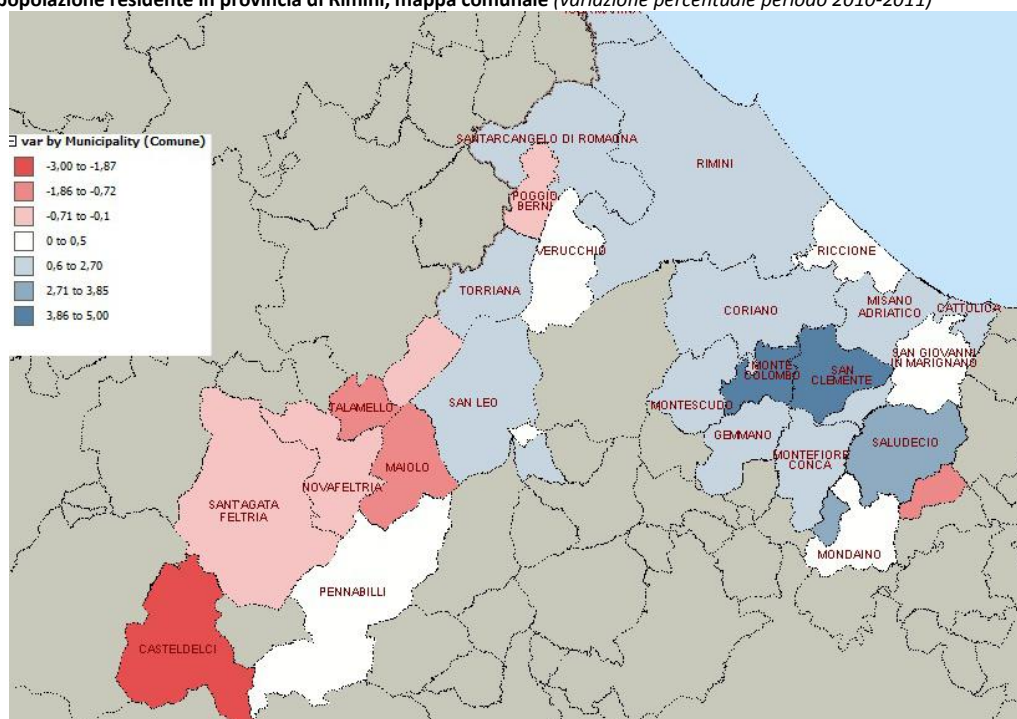 popolazione residente in provincia di Rimini, mappa comunale (variazione percentuale periodo 2010-2011)
var by Municipality (Comune)
-3,00 to -1,87
-1,86 to -0,72
-0,71 to -0,1
0 to 0,5
0,6 to 2,70
2,71 to 3,85
3,86 to 5,00
SANTARCANGELO DI ROMAGNA
RIMINI
POGGIO
BERNI
VERUCCHIO
RICCIONE
TORRIANA
CORIANO
MISANO
ADRIATICO
CATTOLICA
SAN GIOVANNI
IN MARIGNANO
MONTE
COLOMBO
SAN
CLEMENTE
TALAMELLO
SAN LEO
MONTESCUDO
GEMMANO
MONTEFIORE
CONCA
SALUDECIO
MAIOLO
NOVAFELTRIA
SANT'AGATA
FELTRIA
MONDAINO
PENNABILLI
CASTELDELCI